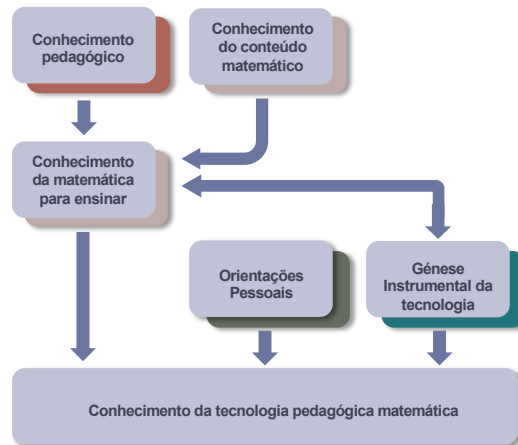 Conhecimento
pedagógico
Conhecimento
do conteúdo
matemático
Conhecimento
da matemática
para ensinar
Orientações
Pessoais
Génese
Instrumental da
tecnologia
Conhecimento da tecnologia pedagógica matemática